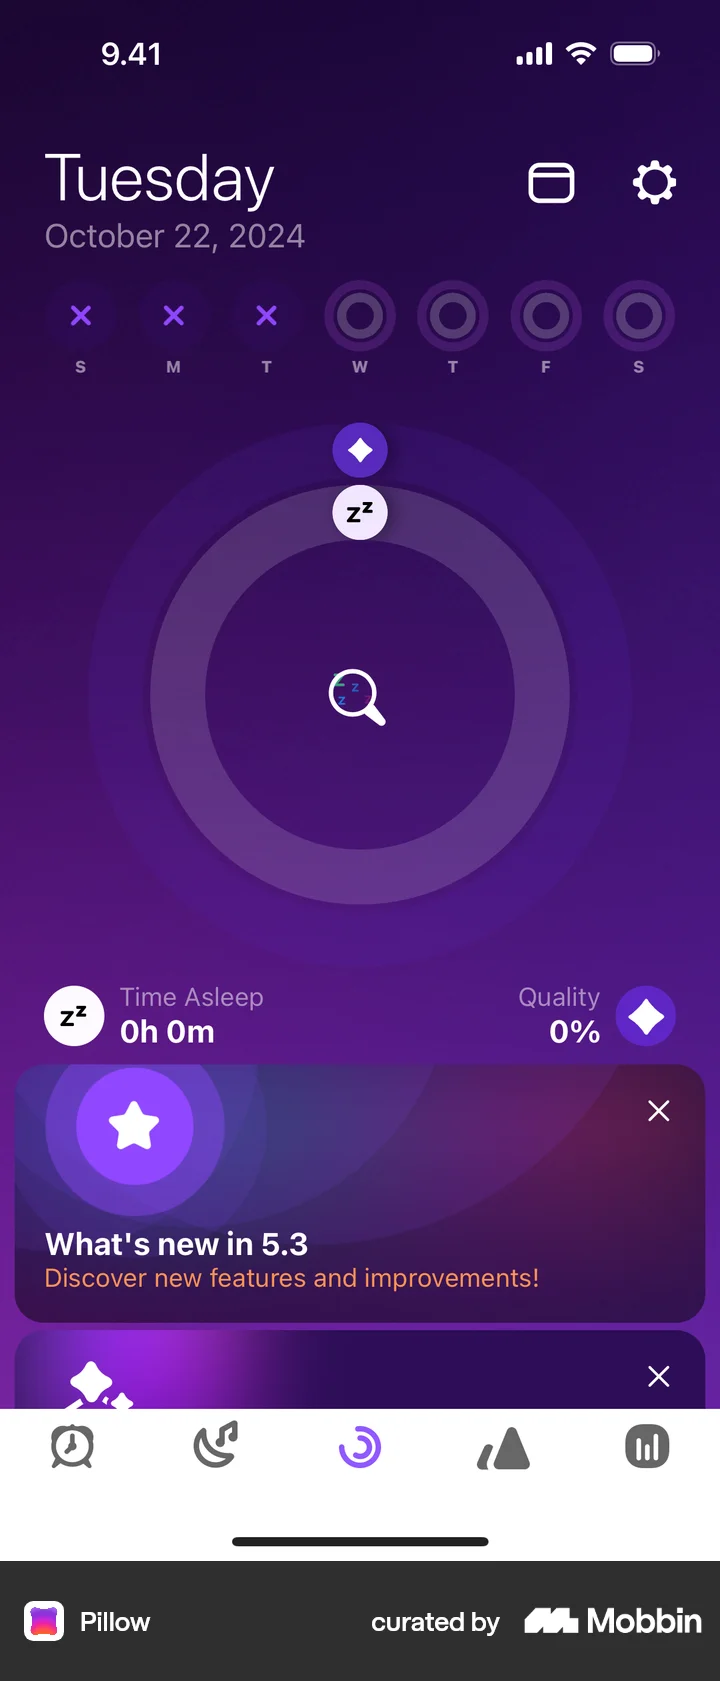 9.41
Tuesday
October 22, 2024
S M T W T F S
zz
z z z
zz Time Asleep
0h 0m
Quality
0%
What's new in 5.3
Discover new features and improvements!
Pillow
curated by Mobbin